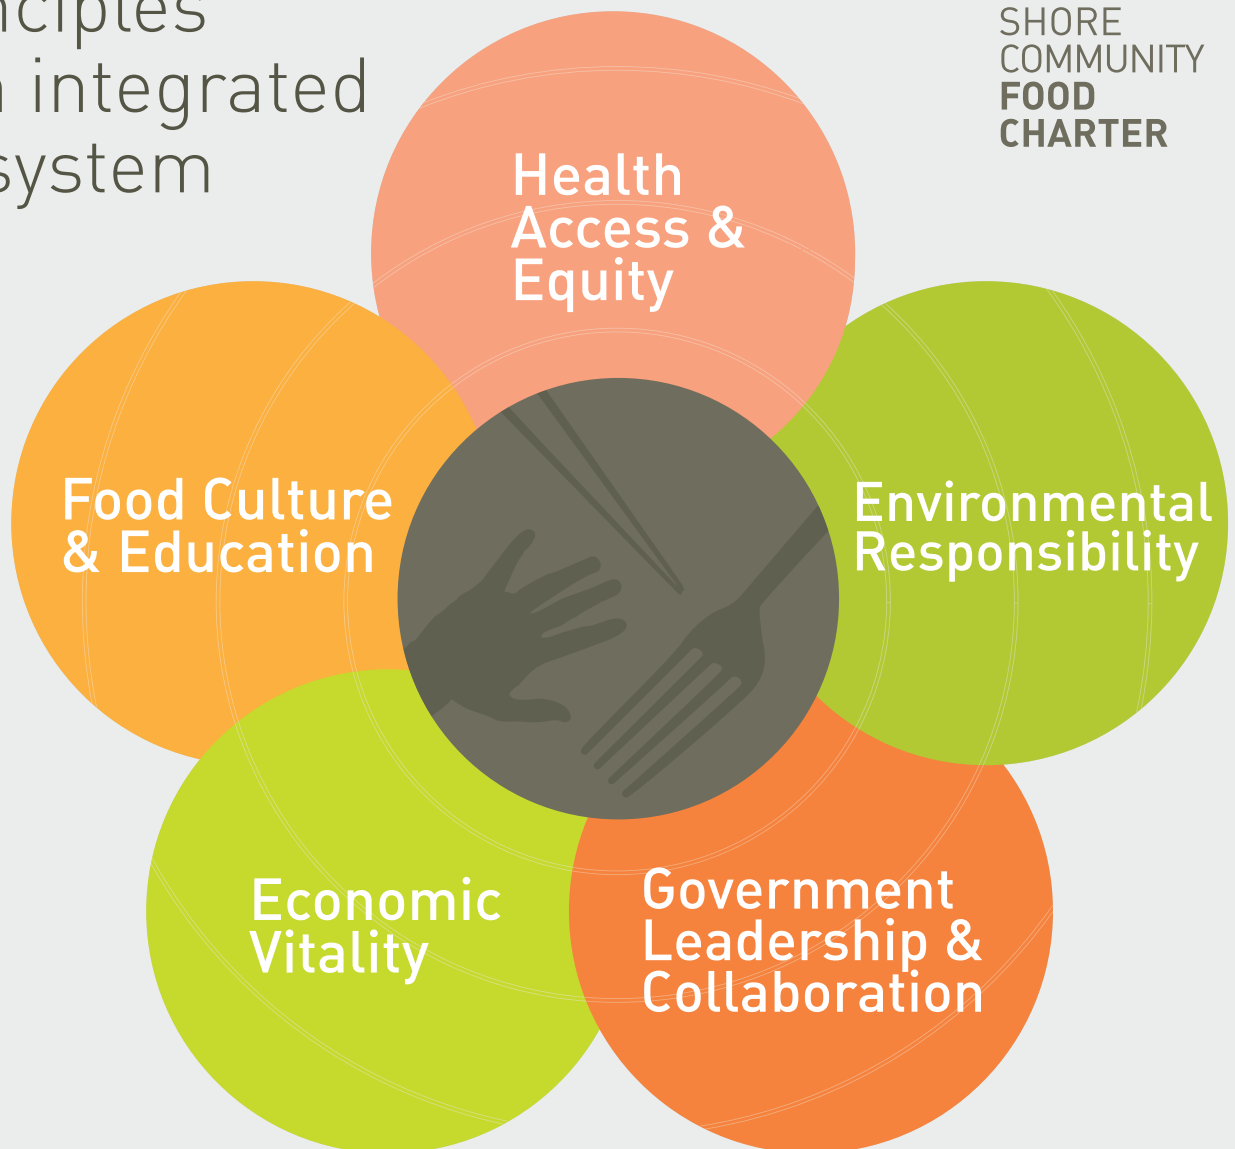 nciples
n integrated
system
SHORE
COMMUNITY
FOOD
CHARTER
Health
Access &
Equity
Food Culture
& Education
Environmental
Responsibility
Economic
Vitality
Government
Leadership &
Collaboration